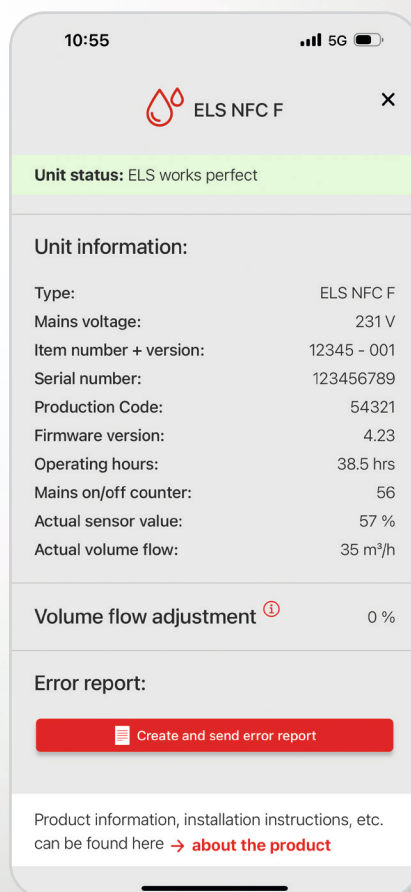 10:55 5G
ELS NFC F
Unit status: ELS works perfect
Unit information:
Type: ELS NFC F
Mains voltage: 231 V
Item number + version: 12345 - 001
Serial number: 123456789
Production Code: 54321
Firmware version: 4.23
Operating hours: 38.5 hrs
Mains on/off counter: 56
Actual sensor value: 57 %
Actual volume flow: 35 m³/h
Volume flow adjustment i 0 %
Error report:
Create and send error report
Product information, installation instructions, etc.
can be found here → about the product